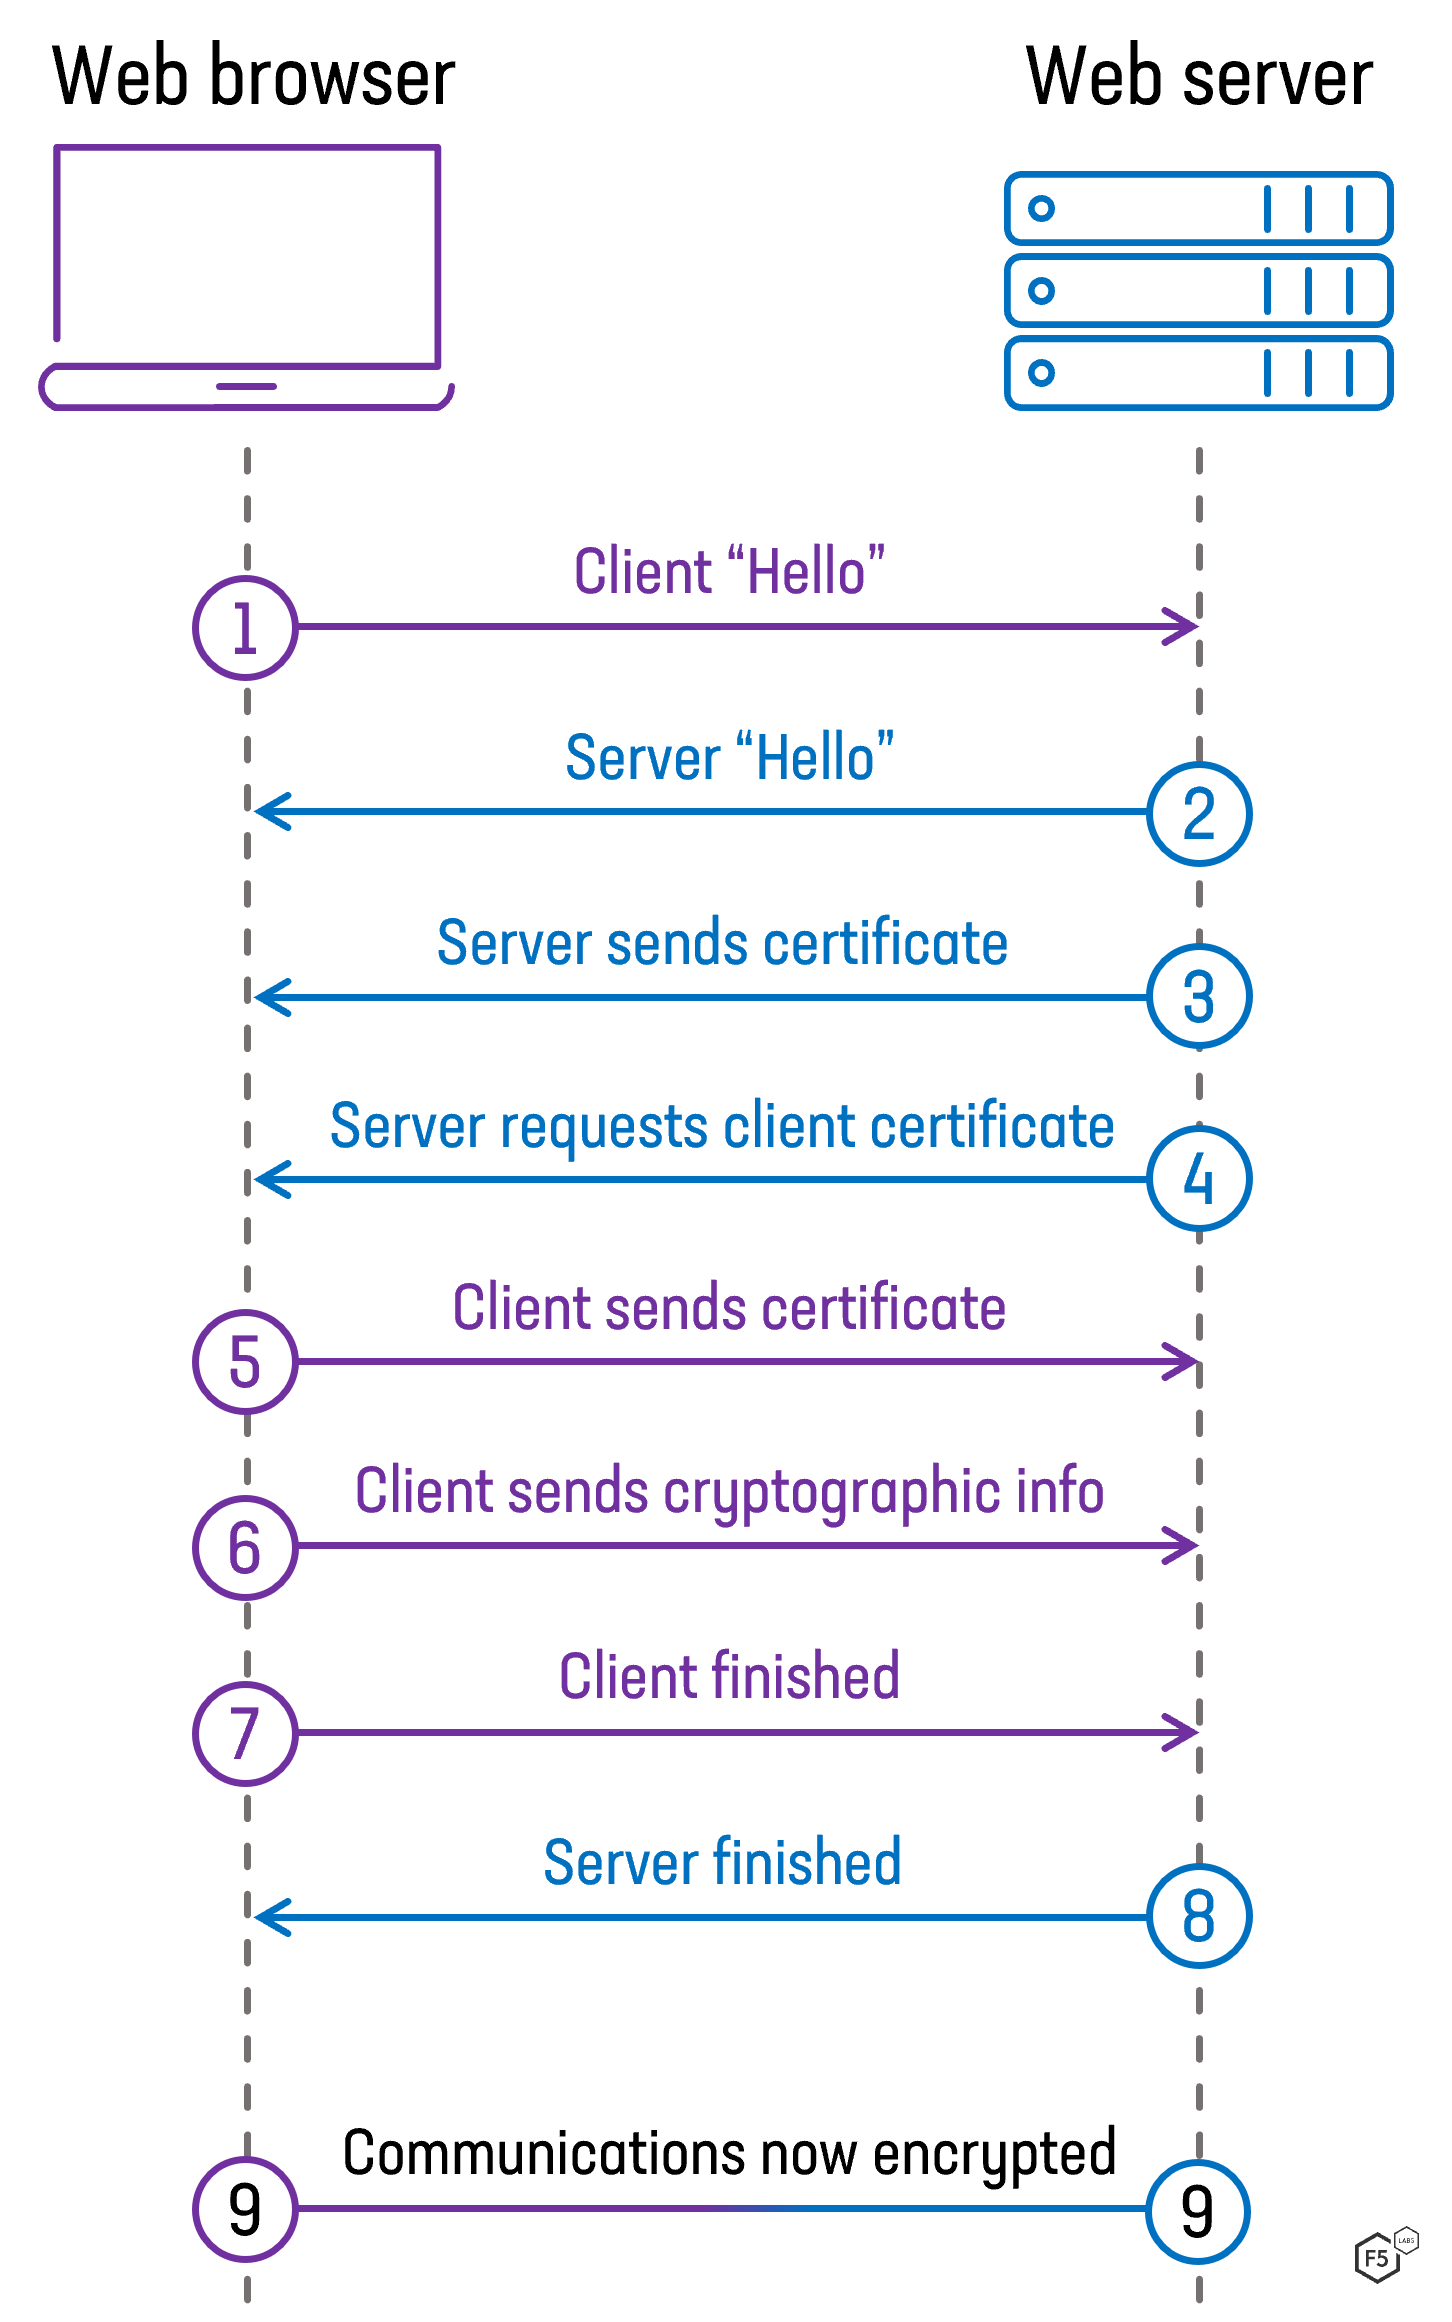 Web browser
Web server
Client “Hello”
1
Server “Hello”
2
Server sends certificate
3
Server requests client certificate
4
Client sends certificate
5
Client sends cryptographic info
6
Client finished
7
Server finished
8
Communications now encrypted
9
9
F5
LABS